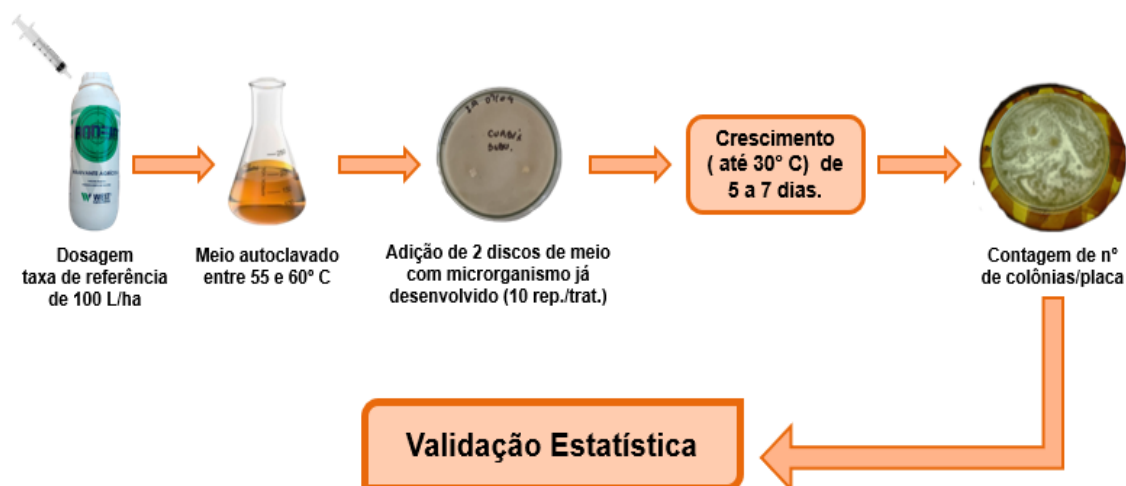 Dosagem
taxa de referência
de 100 L/ha
Meio autoclavado
entre 55 e 60º C
Adição de 2 discos de meio
com microrganismo já
desenvolvido (10 rep./trat.)
Crescimento
( até 30° C) de
5 a 7 dias.
Contagem de nº
de colônias/placa
Validação Estatística